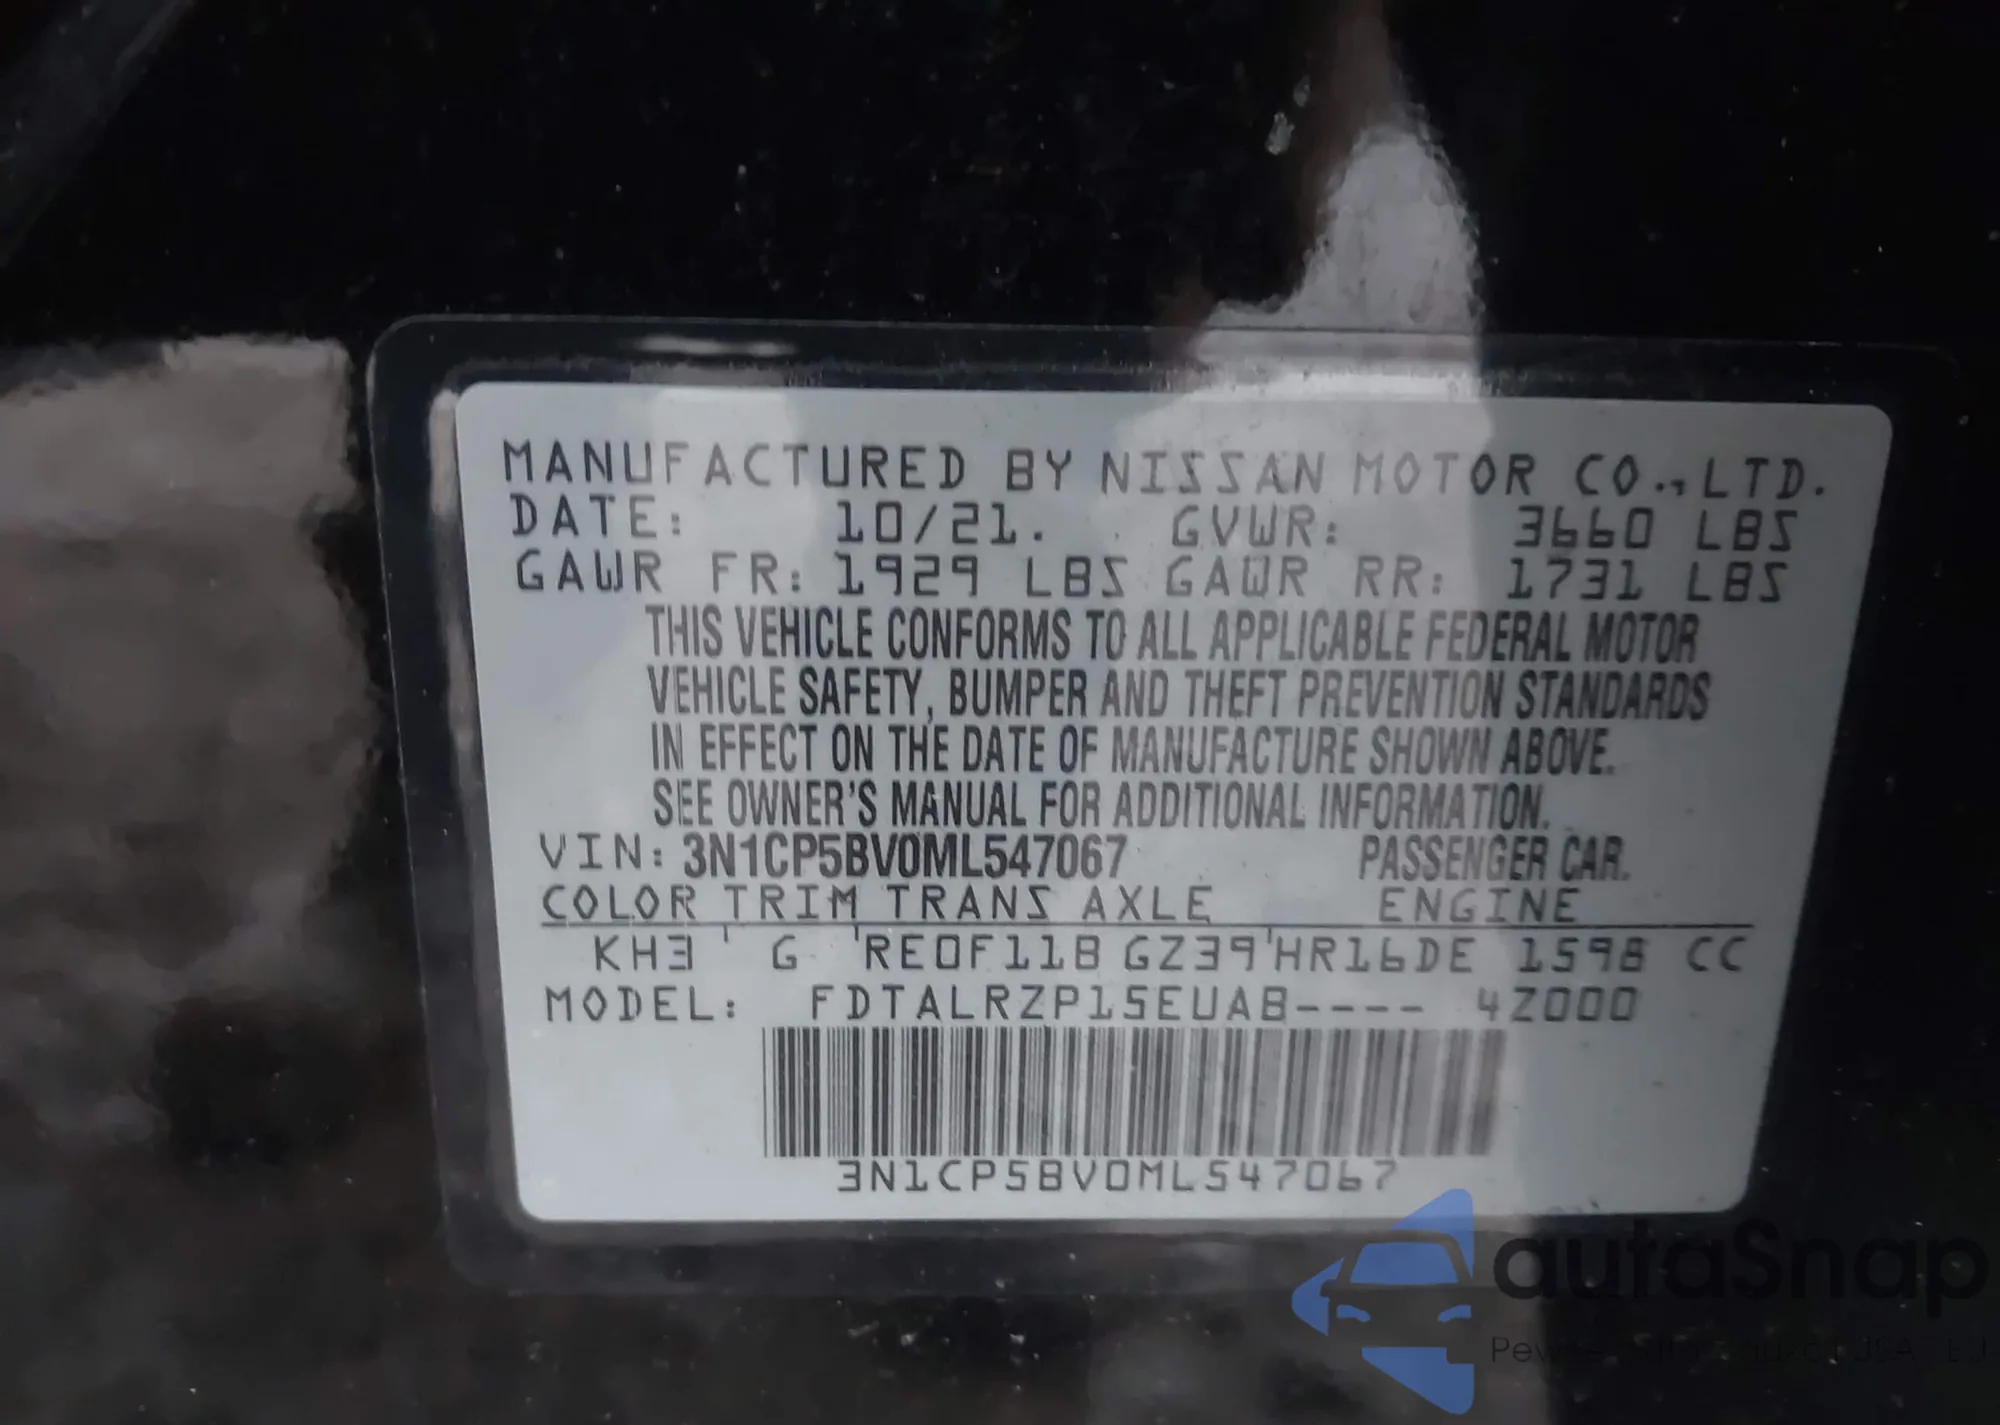 MANUFACTURED BY NISSAN MOTOR CO., LTD.
DATE: 10/21. GVWR: 3660 LBS
GAWR FR: 1929 LBS GAWR RR: 1731 LBS
THIS VEHICLE CONFORMS TO ALL APPLICABLE FEDERAL MOTOR
VEHICLE SAFETY, BUMPER AND THEFT PREVENTION STANDARDS
IN EFFECT ON THE DATE OF MANUFACTURE SHOWN ABOVE.
SEE OWNER'S MANUAL FOR ADDITIONAL INFORMATION.
VIN: 3N1CP5BV0ML547067 PASSENGER CAR.
COLOR TRIM TRANS AXLE ENGINE
KH3 G RE0F11B GZ39 HR16DE 1598 CC
MODEL: FDTALRZP15EUAB---- 4Z000
3N1CP5BV0ML547067
autaSnap